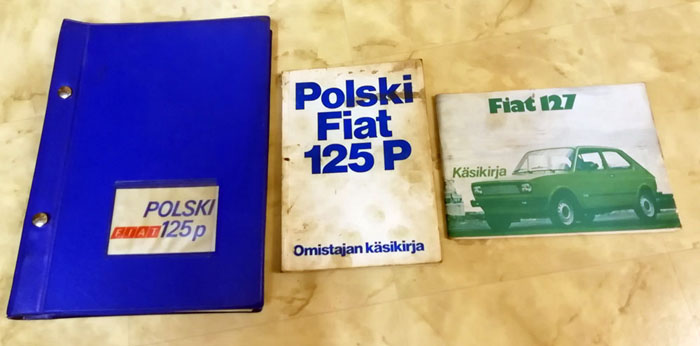 POLSKI
FIAT 125p
Polski
Fiat
125 P
Omistajan käsikirja
Fiat 127
Käsikirja